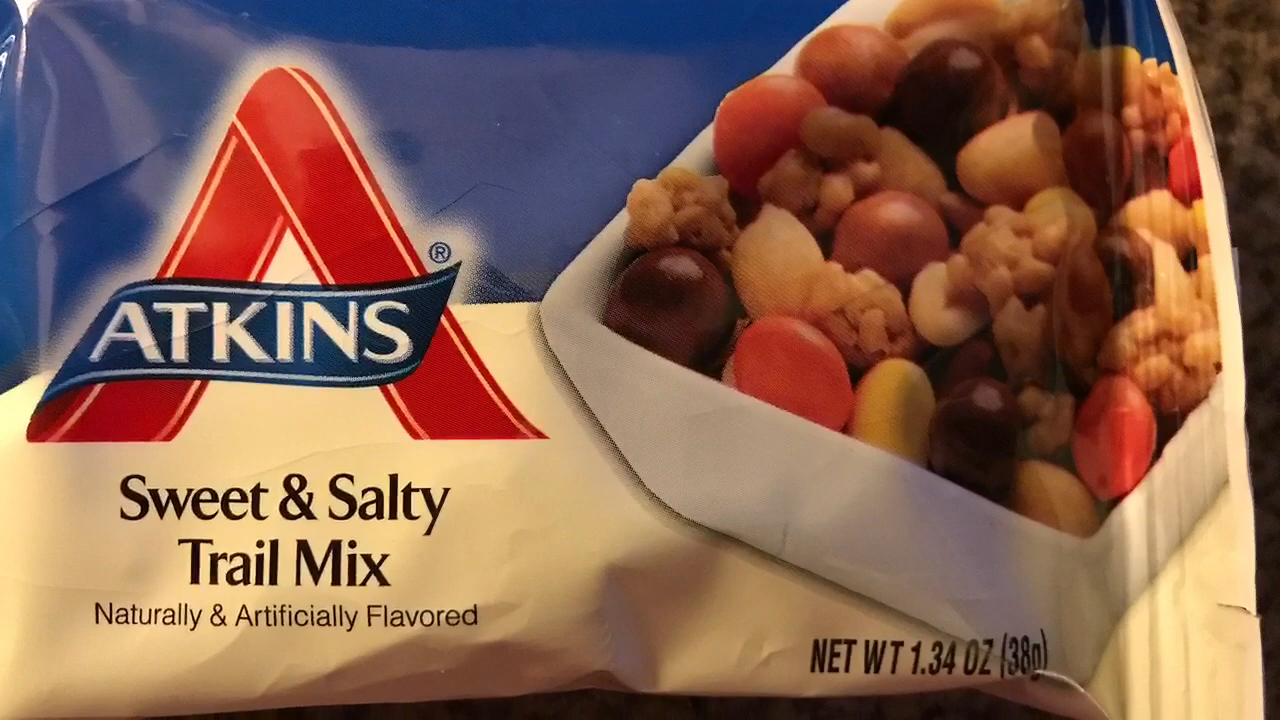 ®
ATKINS
Sweet & Salty
Trail Mix
Naturally & Artificially Flavored
NET WT 1.34 OZ (38g)